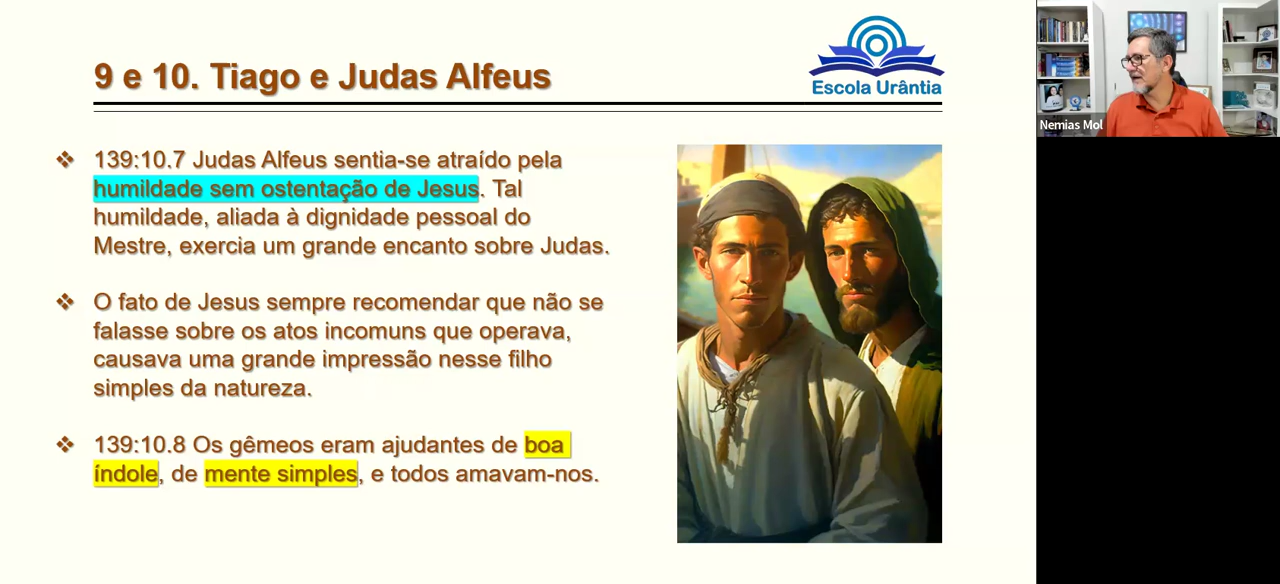 9 e 10. Tiago e Judas Alfeus
Escola Urântia
Nemias Mol
139:10.7 Judas Alfeus sentia-se atraído pela
humildade sem ostentação de Jesus. Tal
humildade, aliada à dignidade pessoal do
Mestre, exercia um grande encanto sobre Judas.
O fato de Jesus sempre recomendar que não se
falasse sobre os atos incomuns que operava,
causava uma grande impressão nesse filho
simples da natureza.
139:10.8 Os gêmeos eram ajudantes de boa
índole, de mente simples, e todos amavam-nos.